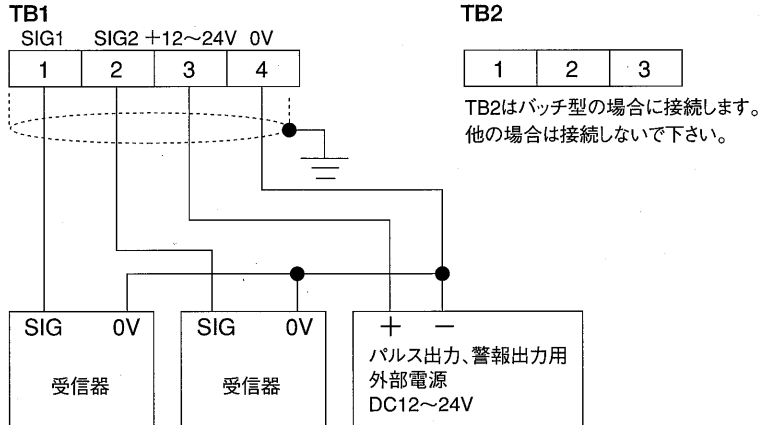 TB1
SIG1 SIG2 +12〜24V 0V
1 2 3 4
TB2
1 2 3
TB2はバッチ型の場合に接続します。
他の場合は接続しないで下さい。
SIG 0V
受信器
SIG 0V
受信器
+ −
パルス出力、警報出力用
外部電源
DC12〜24V